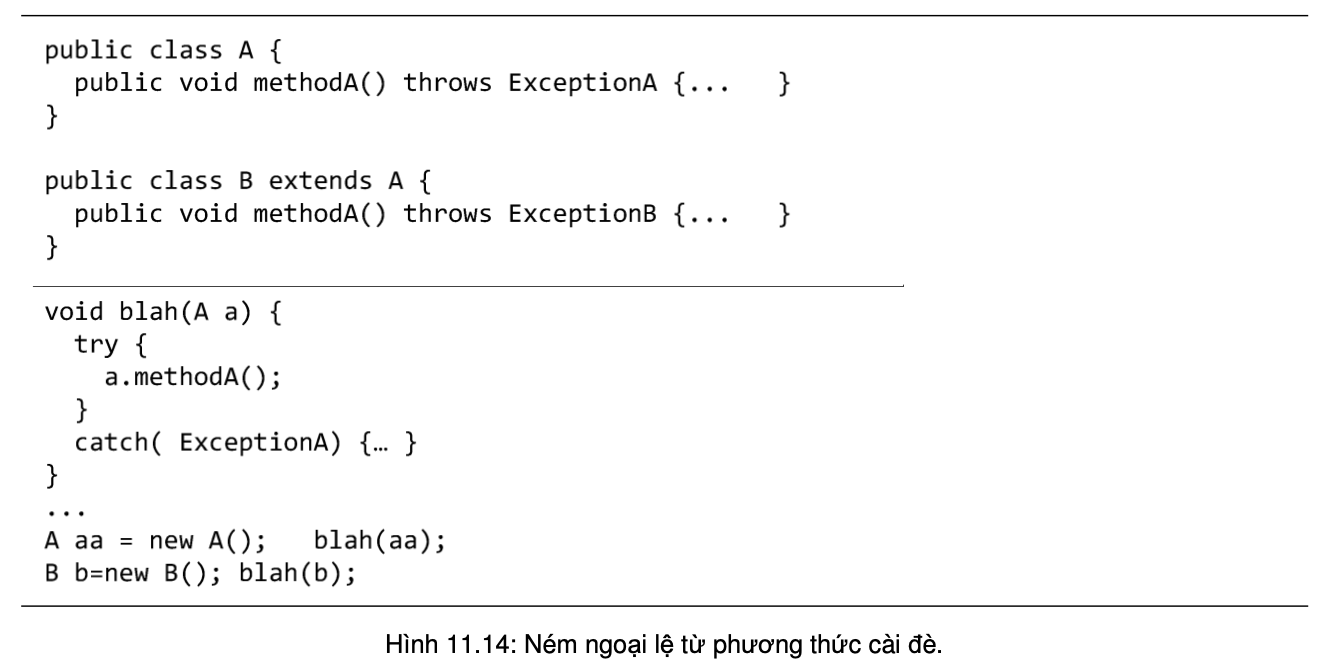 public class A {
  public void methodA() throws ExceptionA {...   }
}
public class B extends A {
  public void methodA() throws ExceptionB {...   }
}
void blah(A a) {
  try {
    a.methodA();
  }
  catch( ExceptionA) {… }
}
...
A aa = new A();   blah(aa);
B b=new B(); blah(b);
Hình 11.14: Ném ngoại lệ từ phương thức cài đè.